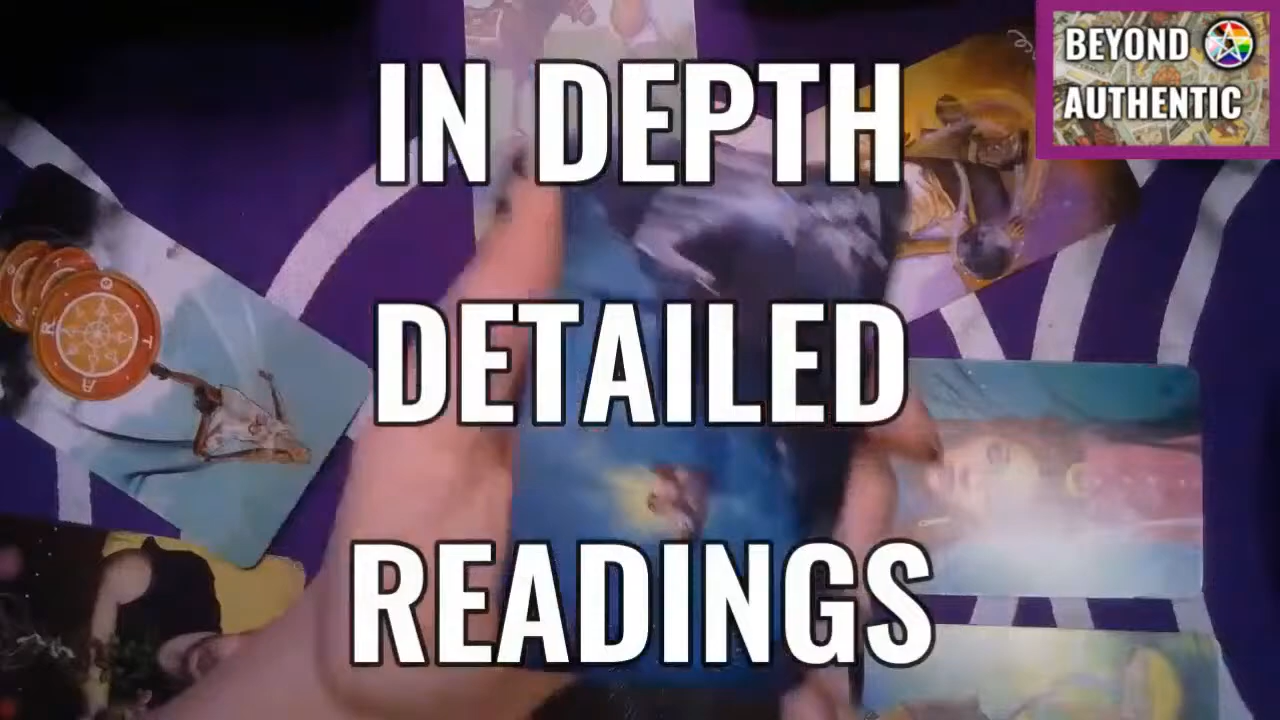 IN DEPTH
DETAILED
READINGS
BEYOND
AUTHENTIC